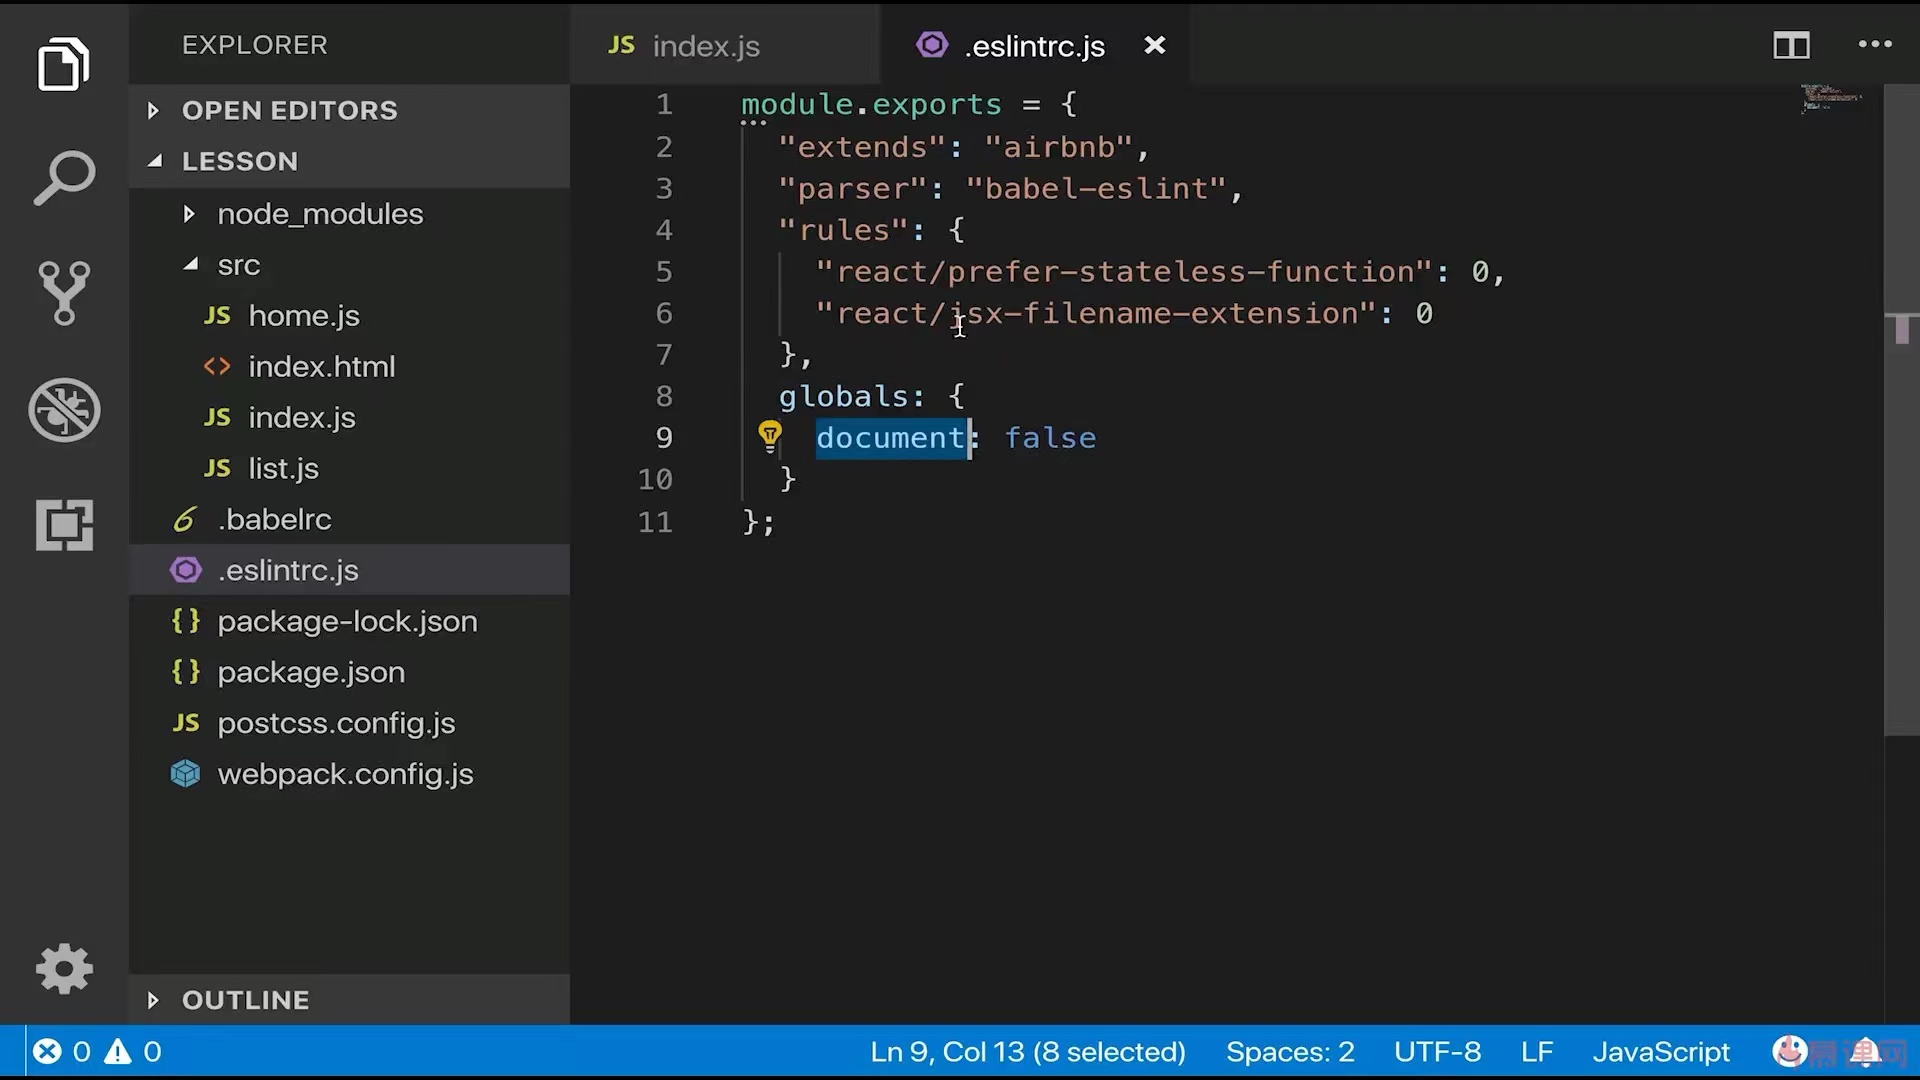 EXPLORER
OPEN EDITORS
LESSON
node_modules
src
JS home.js
<> index.html
JS index.js
JS list.js
.babelrc
.eslintrc.js
{} package-lock.json
{} package.json
JS postcss.config.js
webpack.config.js
OUTLINE
JS index.js
.eslintrc.js
1 module.exports = {
2 "extends": "airbnb",
3 "parser": "babel-eslint",
4 "rules": {
5 "react/prefer-stateless-function": 0,
6 "react/jsx-filename-extension": 0
7 },
8 globals: {
9 document: false
10 }
11 };
0 0
Ln 9, Col 13 (8 selected)
Spaces: 2
UTF-8
LF
JavaScript
慕课网